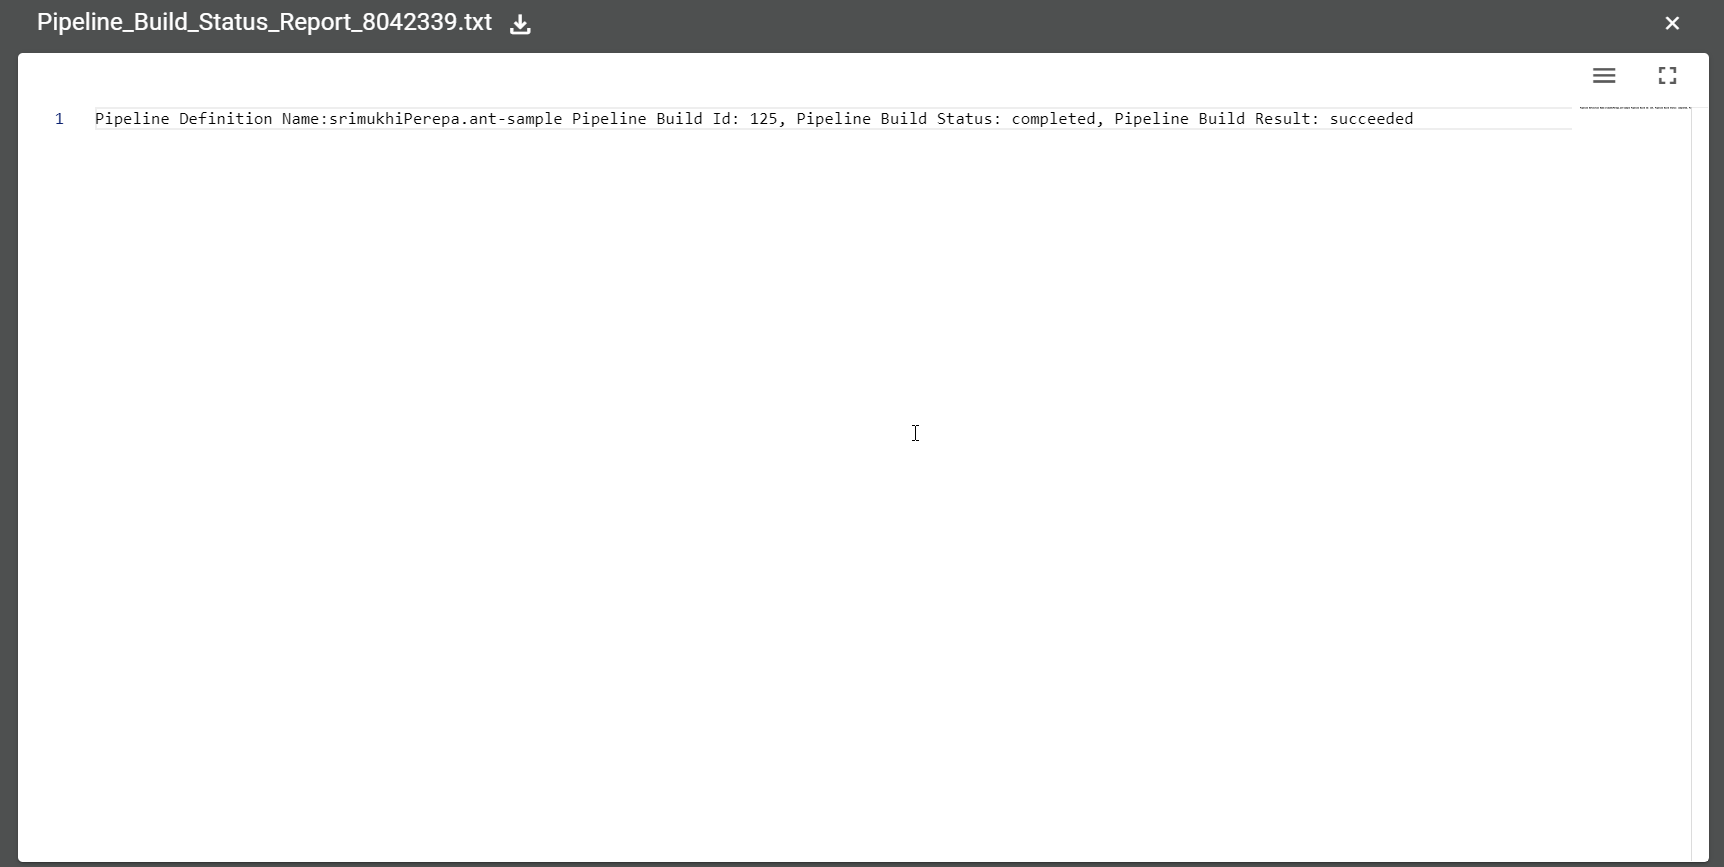 Pipeline_Build_Status_Report_8042339.txt
1 Pipeline Definition Name:srimukhiPerepa.ant-sample Pipeline Build Id: 125, Pipeline Build Status: completed, Pipeline Build Result: succeeded